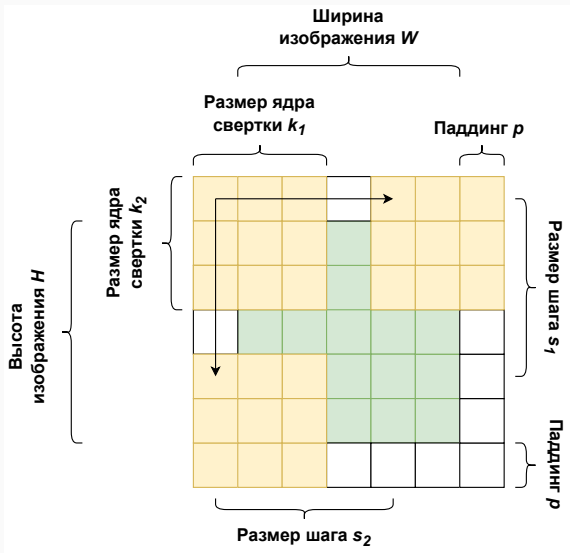 Ширина
изображения W
Размер ядра
свертки k1
Паддинг p
Размер ядра
свертки k2
Высота
изображения H
Размер шага s1
Паддинг p
Размер шага s2